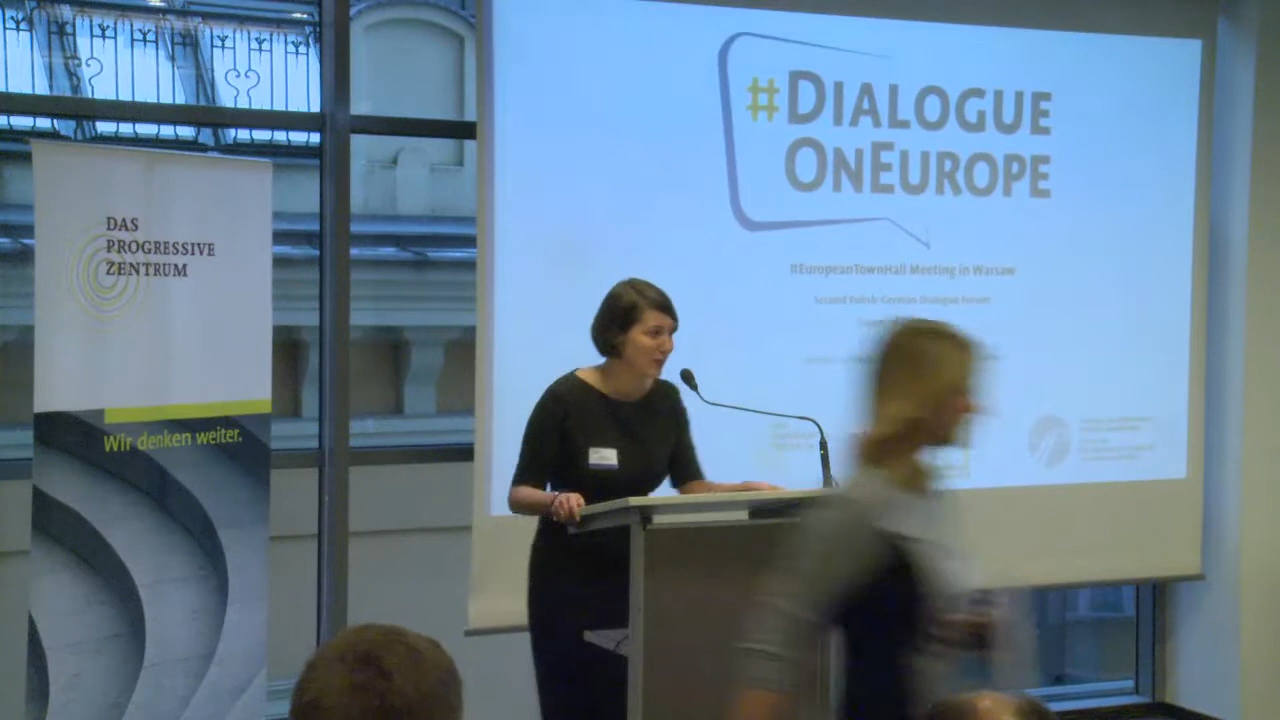 DAS
PROGRESSIVE
ZENTRUM
Wir denken weiter.
#DIALOGUE
ONEUROPE
#EuropeanTownHall Meeting in Warsaw
Second Polish-German Dialogue Forum